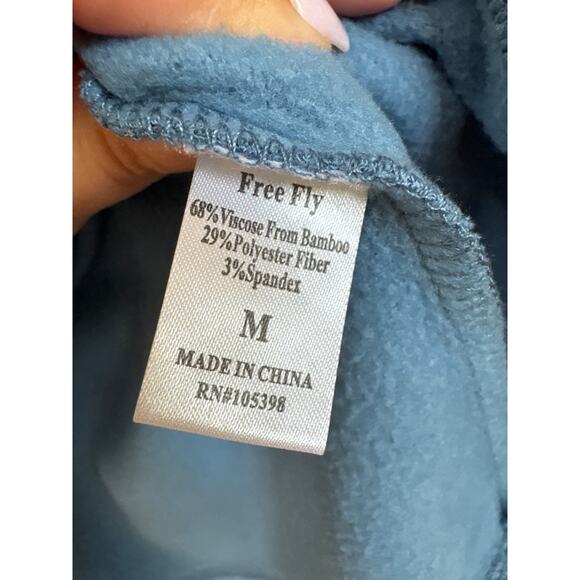 Free Fly
68%Viscose From Bamboo
29%Polyester Fiber
3%Spandex
M
MADE IN CHINA
RN#105398